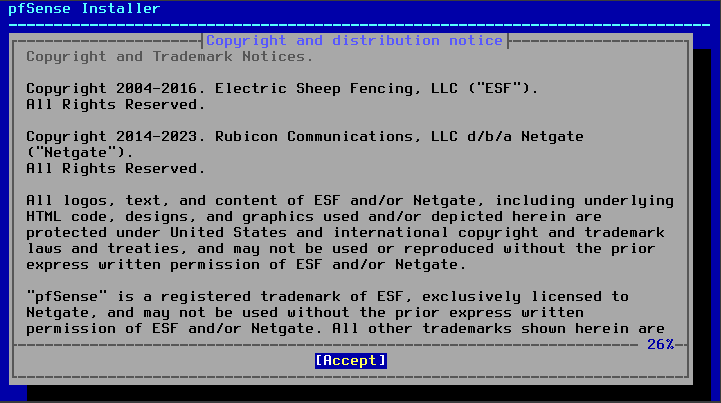 pfSense Installer
Copyright and distribution notice
Copyright and Trademark Notices.
Copyright 2004-2016. Electric Sheep Fencing, LLC ("ESF").
All Rights Reserved.
Copyright 2014-2023. Rubicon Communications, LLC d/b/a Netgate
("Netgate").
All Rights Reserved.
All logos, text, and content of ESF and/or Netgate, including underlying
HTML code, designs, and graphics used and/or depicted herein are
protected under United States and international copyright and trademark
laws and treaties, and may not be used or reproduced without the prior
express written permission of ESF and/or Netgate.
"pfSense" is a registered trademark of ESF, exclusively licensed to
Netgate, and may not be used without the prior express written
permission of ESF and/or Netgate. All other trademarks shown herein are
26%
[Accept]